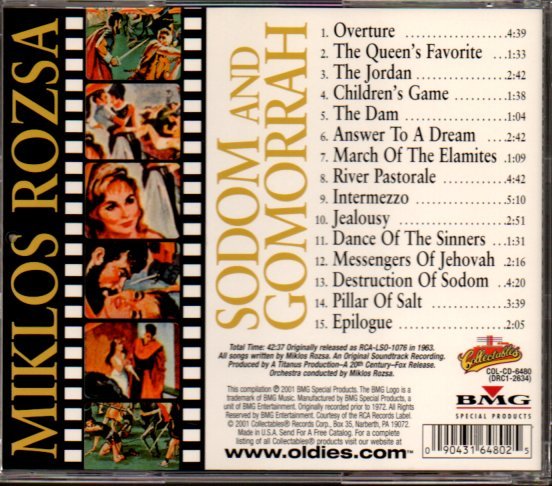 MIKLOS ROZSA
SODOM AND
GOMORRAH
1. Overture ........................4:39
2. The Queen's Favorite ...1:33
3. The Jordan ....................2:42
4. Children's Game ..........1:38
5. The Dam ......................1:04
6. Answer To A Dream ....2:42
7. March Of The Elamites 1:09
8. River Pastorale ..............4:42
9. Intermezzo ....................5:10
10. Jealousy .......................2:51
11. Dance Of The Sinners ...1:31
12. Messengers Of Jehovah .2:16
13. Destruction Of Sodom ..4:20
14. Pillar Of Salt ................3:39
15. Epilogue ......................2:05
Total Time: 42:37 Originally released as RCA-LSO-1076 in 1963.
All songs written by Miklos Rozsa. An Original Soundtrack Recording.
Produced by A Titanus Production–A 20th Century–Fox Release.
Orchestra conducted by Miklos Rozsa.
This compilation ℗ 2001 BMG Special Products. The BMG Logo is a
trademark of BMG Music. Manufactured by BMG Special Products, a
unit of BMG Entertainment. Originally recorded prior to 1972. All Rights
Reserved by BMG Entertainment. Courtesy of the RCA Records Label.
© 2001 Collectables® Records Corp., Box 35, Narberth, PA 19072.
Made in U.S.A. Send For A Free Catalog. For a complete
listing of all Collectables® products visit our website at
www.oldies.com™
Collectables
COL-CD-6480
(DRC1-2634)
BMG
SPECIAL PRODUCTS
0 90431 64802 5